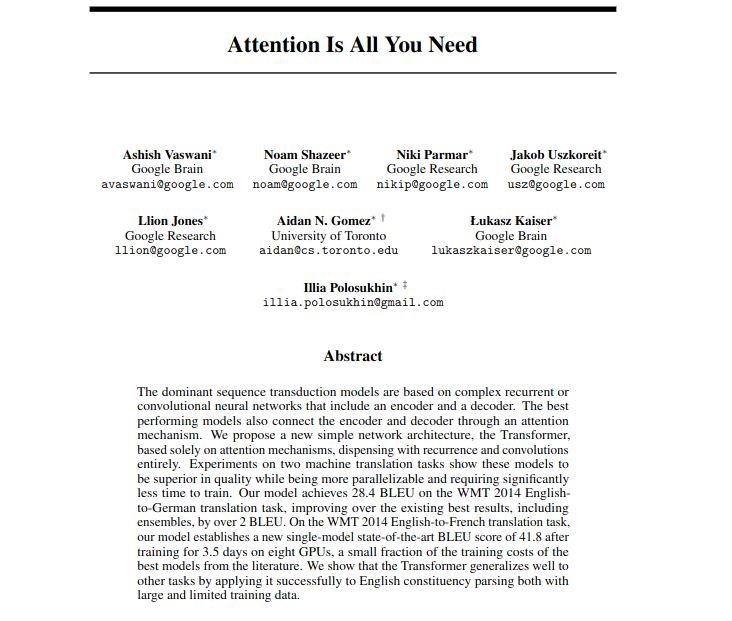 Attention Is All You Need
Ashish Vaswani* Noam Shazeer* Niki Parmar* Jakob Uszkoreit*
Google Brain Google Brain Google Research Google Research
avaswani@google.com noam@google.com nikip@google.com usz@google.com
Llion Jones* Aidan N. Gomez* † Łukasz Kaiser*
Google Research University of Toronto Google Brain
llion@google.com aidan@cs.toronto.edu lukaszkaiser@google.com
Illia Polosukhin* ‡
illia.polosukhin@gmail.com
Abstract
The dominant sequence transduction models are based on complex recurrent or
convolutional neural networks that include an encoder and a decoder. The best
performing models also connect the encoder and decoder through an attention
mechanism. We propose a new simple network architecture, the Transformer,
based solely on attention mechanisms, dispensing with recurrence and convolutions
entirely. Experiments on two machine translation tasks show these models to
be superior in quality while being more parallelizable and requiring significantly
less time to train. Our model achieves 28.4 BLEU on the WMT 2014 English-
to-German translation task, improving over the existing best results, including
ensembles, by over 2 BLEU. On the WMT 2014 English-to-French translation task,
our model establishes a new single-model state-of-the-art BLEU score of 41.8 after
training for 3.5 days on eight GPUs, a small fraction of the training costs of the
best models from the literature. We show that the Transformer generalizes well to
other tasks by applying it successfully to English constituency parsing both with
large and limited training data.